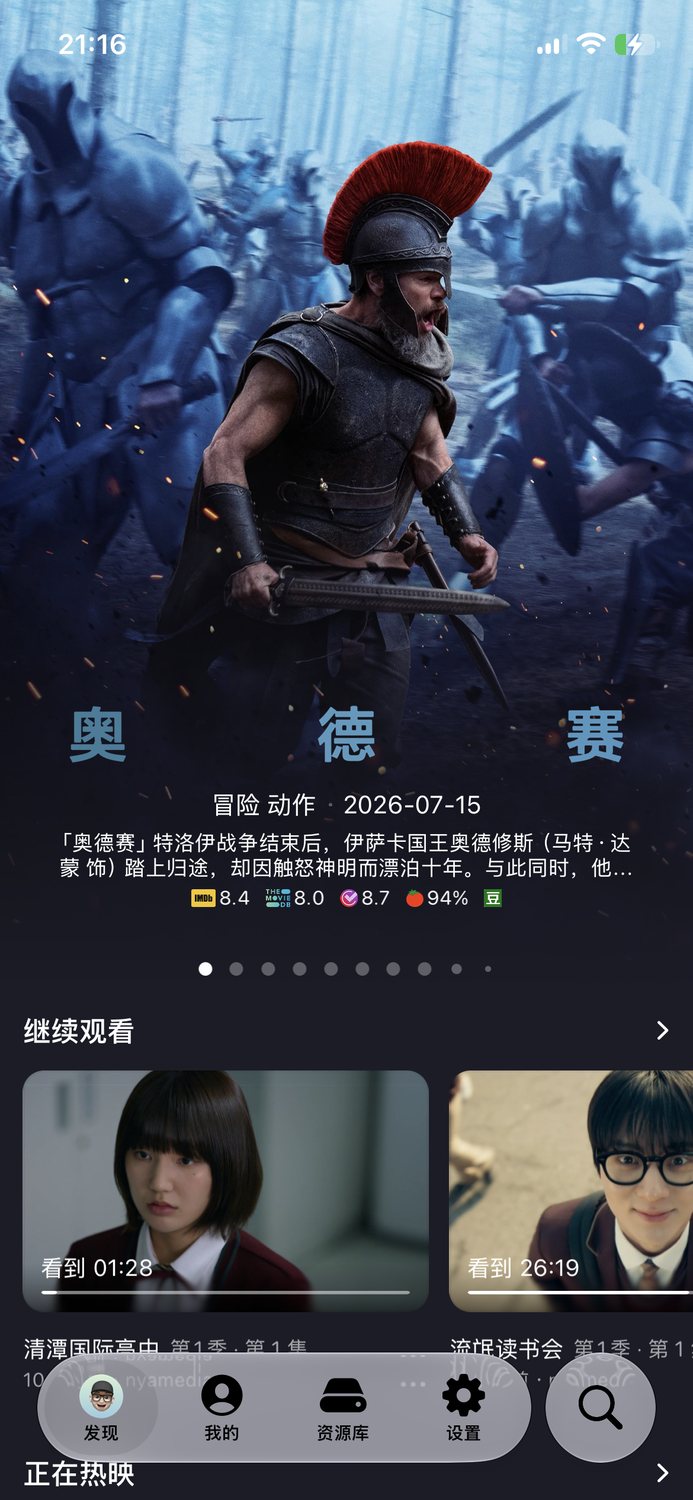 21:16
奥 德 赛
冒险 动作 · 2026-07-15
「奥德赛」特洛伊战争结束后，伊萨卡国王奥德修斯（马特·达
蒙 饰）踏上归途，却因触怒神明而漂泊十年。与此同时，他…
IMDb 8.4 THE MOVIE DB 8.0 8.7 94% 豆
继续观看
看到 01:28
看到 26:19
清潭国际高中 第1季 · 第1集
流氓读书会 第1季 · 第1
10
nyamedi
发现
我的
资源库
设置
正在热映